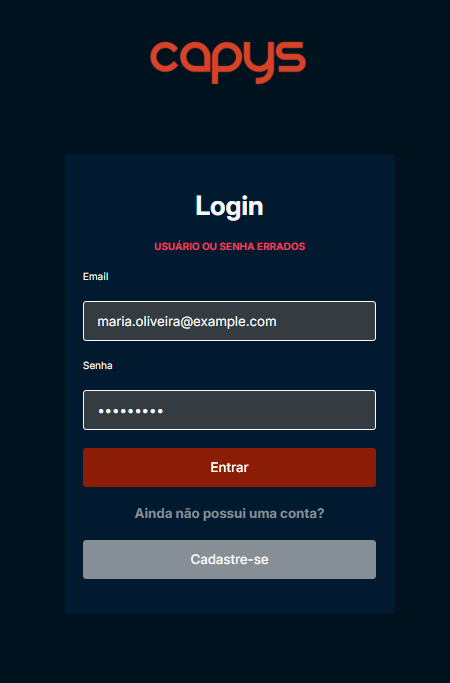 capys
Login
USUÁRIO OU SENHA ERRADOS
Email
maria.oliveira@example.com
Senha
•••••••••
Entrar
Ainda não possui uma conta?
Cadastre-se